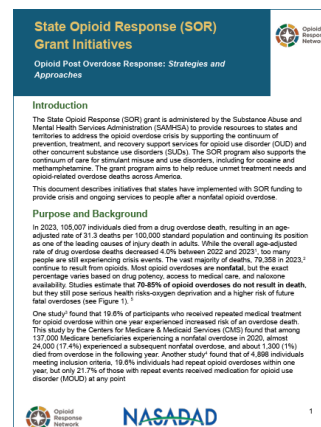 State Opioid Response (SOR)
Grant Initiatives
Opioid Post Overdose Response: Strategies and
Approaches
Opioid
Response
Network
Introduction
The State Opioid Response (SOR) grant is administered by the Substance Abuse and
Mental Health Services Administration (SAMHSA) to provide resources to states and
territories to address the opioid overdose crisis by supporting the continuum of
prevention, treatment, and recovery support services for opioid use disorder (OUD) and
other concurrent substance use disorders (SUDs). The SOR program also supports the
continuum of care for stimulant misuse and use disorders, including for cocaine and
methamphetamine. The grant program aims to help reduce unmet treatment needs and
opioid-related overdose deaths across America.
This document describes initiatives that states have implemented with SOR funding to
provide crisis and ongoing services to people after a nonfatal opioid overdose.
Purpose and Background
In 2023, 105,007 individuals died from a drug overdose death, resulting in an age-
adjusted rate of 31.3 deaths per 100,000 standard population and continuing its position
as one of the leading causes of injury death in adults. While the overall age-adjusted
rate of drug overdose deaths decreased 4.0% between 2022 and 2023¹, too many
people are still experiencing crisis events. The vast majority of deaths, 79,358 in 2023,²
continue to result from opioids. Most opioid overdoses are nonfatal, but the exact
percentage varies based on drug potency, access to medical care, and naloxone
availability. Studies estimate that 70-85% of opioid overdoses do not result in death,
but they still pose serious health risks-oxygen deprivation and a higher risk of future
fatal overdoses (see Figure 1).
One study³ found that 19.6% of participants who received repeated medical treatment
for opioid overdose within one year experienced increased risk of an overdose death.
This study by the Centers for Medicare & Medicaid Services (CMS) found that among
137,000 Medicare beneficiaries experiencing a nonfatal overdose in 2020, almost
24,000 (17.4%) experienced a subsequent nonfatal overdose, and about 1,300 (1%)
died from overdose in the following year. Another study⁴ found that of 4,898 individuals
meeting inclusion criteria, 19.6% individuals had repeat opioid overdoses within one
year, but only 21.7% of those with repeat events received medication for opioid use
disorder (MOUD) at any point
Opioid
Response
Network
NASADAD
1